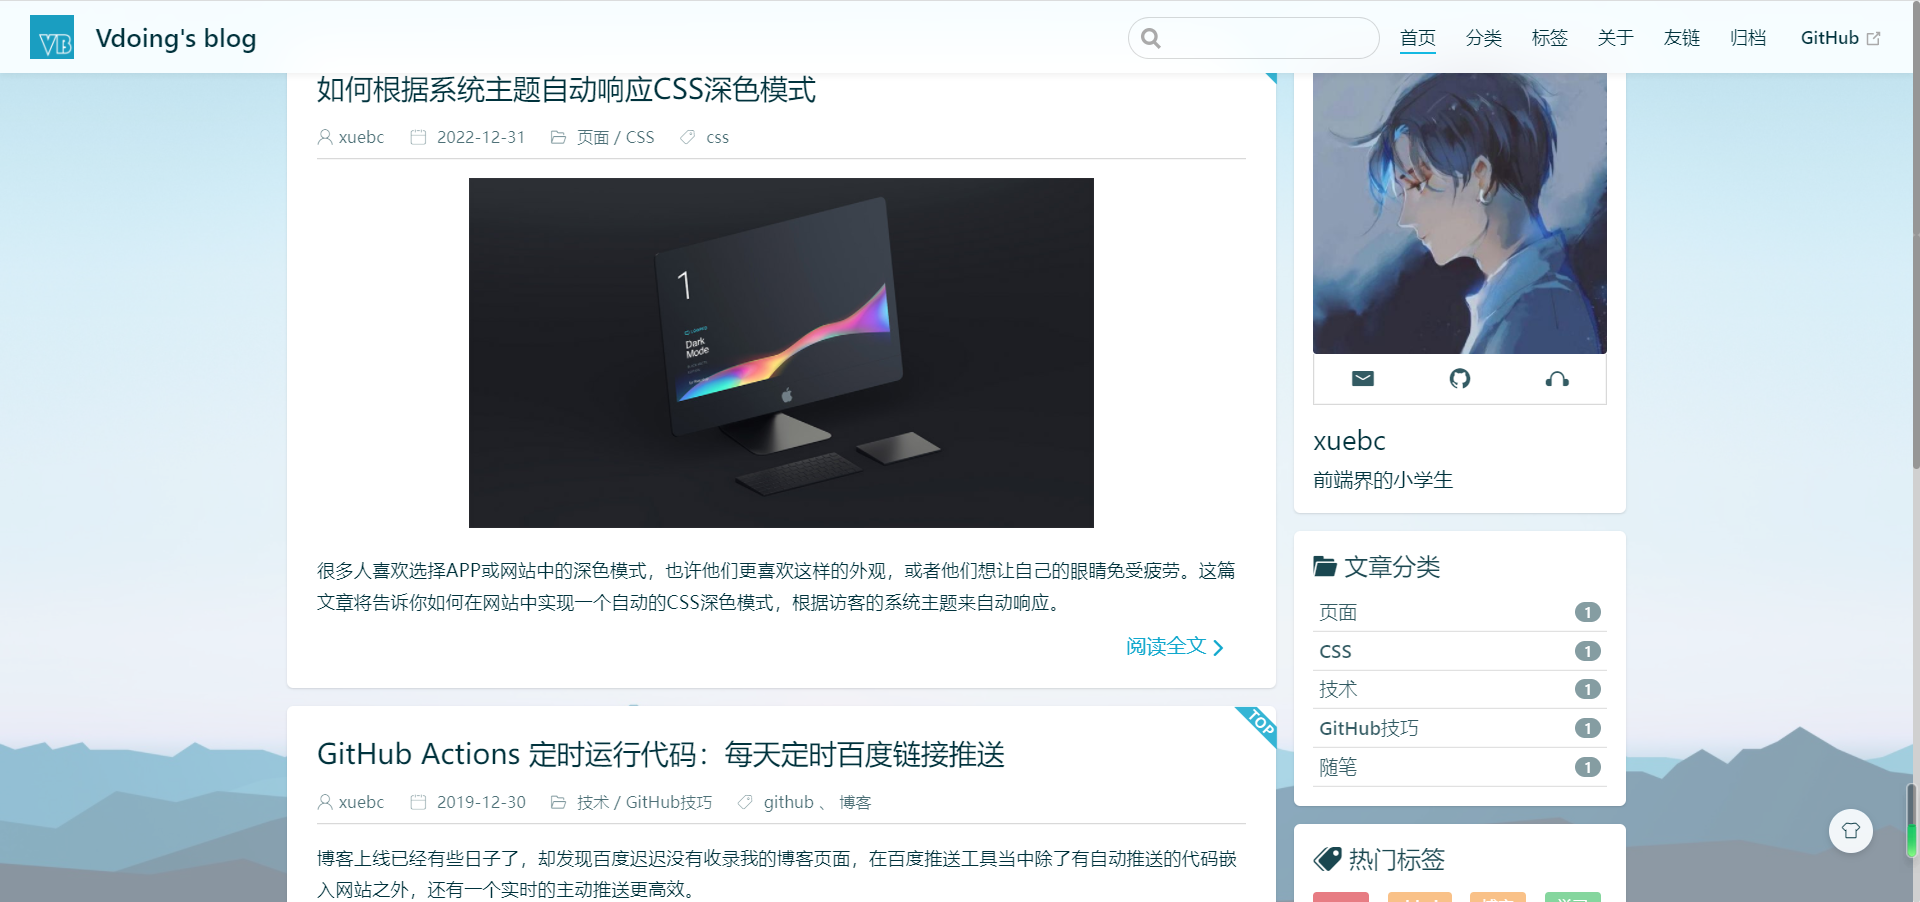 VB
Vdoing's blog
首页
分类
标签
关于
友链
归档
GitHub
如何根据系统主题自动响应CSS深色模式
xuebc 2022-12-31 页面 / CSS css
1
Dark
Mode
很多人喜欢选择APP或网站中的深色模式，也许他们更喜欢这样的外观，或者他们想让自己的眼睛免受疲劳。这篇
文章将告诉你如何在网站中实现一个自动的CSS深色模式，根据访客的系统主题来自动响应。
阅读全文
TOP
GitHub Actions 定时运行代码：每天定时百度链接推送
xuebc 2019-12-30 技术 / GitHub技巧 github 、 博客
博客上线已经有些日子了，却发现百度迟迟没有收录我的博客页面，在百度推送工具当中除了有自动推送的代码嵌
入网站之外，还有一个实时的主动推送更高效。
xuebc
前端界的小学生
文章分类
页面 1
CSS 1
技术 1
GitHub技巧 1
随笔 1
热门标签